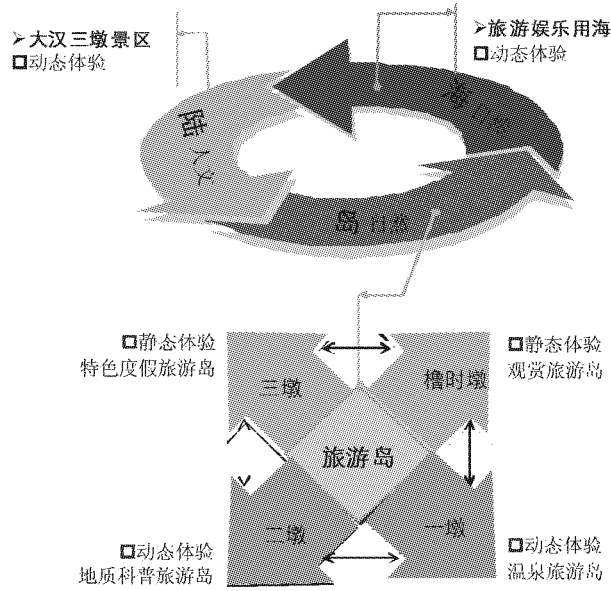 ➢大汉三墩景区
□动态体验
➢旅游娱乐用海
□动态体验
陆 人文
海 自然
岛 自然
□静态体验
特色度假旅游岛
□静态体验
观赏旅游岛
三墩
橹时墩
旅游岛
二墩
一墩
□动态体验
地质科普旅游岛
□动态体验
温泉旅游岛